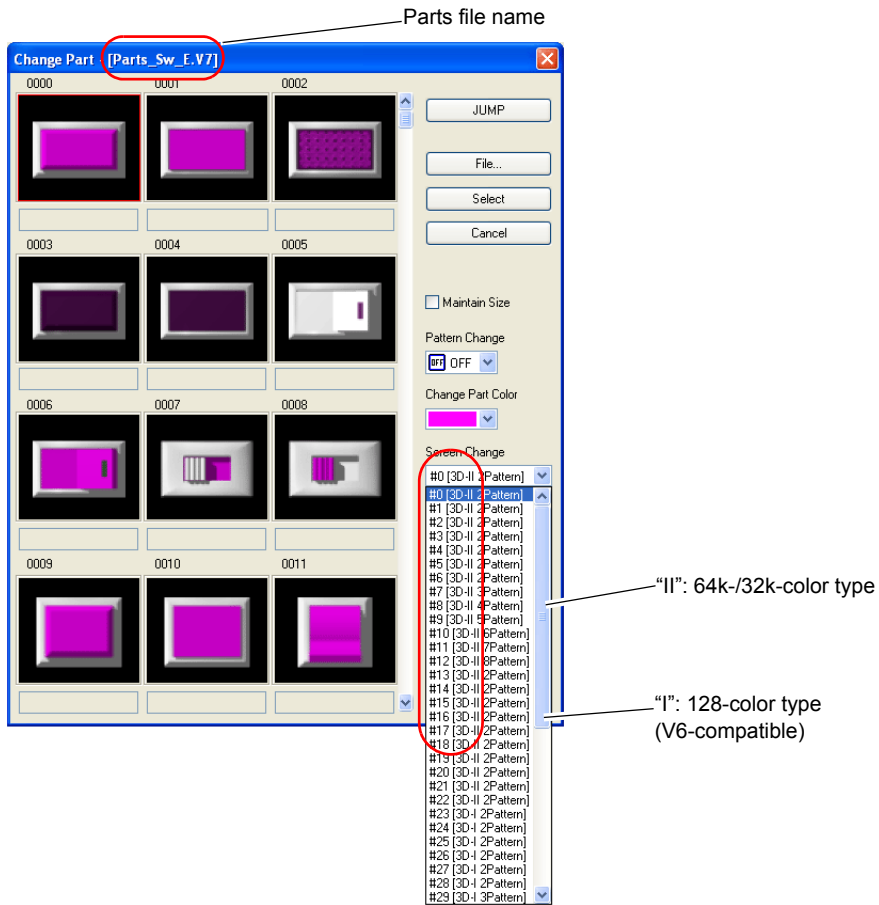 Parts file name
Change Part - [Parts_Sw_E.V7]
0000 0001 0002
JUMP
File...
Select
Cancel
0003 0004 0005
Maintain Size
Pattern Change
OFF OFF
Change Part Color
0006 0007 0008
Screen Change
#0 [3D-II 2Pattern]
#0 [3D-II 2Pattern]
#1 [3D-II 2Pattern]
#2 [3D-II 2Pattern]
#3 [3D-II 2Pattern]
#4 [3D-II 2Pattern]
#5 [3D-II 2Pattern]
#6 [3D-II 2Pattern]
#7 [3D-II 3Pattern]
#8 [3D-II 4Pattern]
#9 [3D-II 5Pattern]
#10 [3D-II 6Pattern]
#11 [3D-II 7Pattern]
#12 [3D-II 8Pattern]
#13 [3D-II 2Pattern]
#14 [3D-II 2Pattern]
#15 [3D-II 2Pattern]
#16 [3D-II 2Pattern]
#17 [3D-II 2Pattern]
#18 [3D-II 2Pattern]
#19 [3D-II 2Pattern]
#20 [3D-II 2Pattern]
#21 [3D-II 2Pattern]
#22 [3D-II 2Pattern]
#23 [3D-I 2Pattern]
#24 [3D-I 2Pattern]
#25 [3D-I 2Pattern]
#26 [3D-I 2Pattern]
#27 [3D-I 2Pattern]
#28 [3D-I 2Pattern]
#29 [3D-I 3Pattern]
0009 0010 0011
“II”: 64k-/32k-color type
“I”: 128-color type
(V6-compatible)